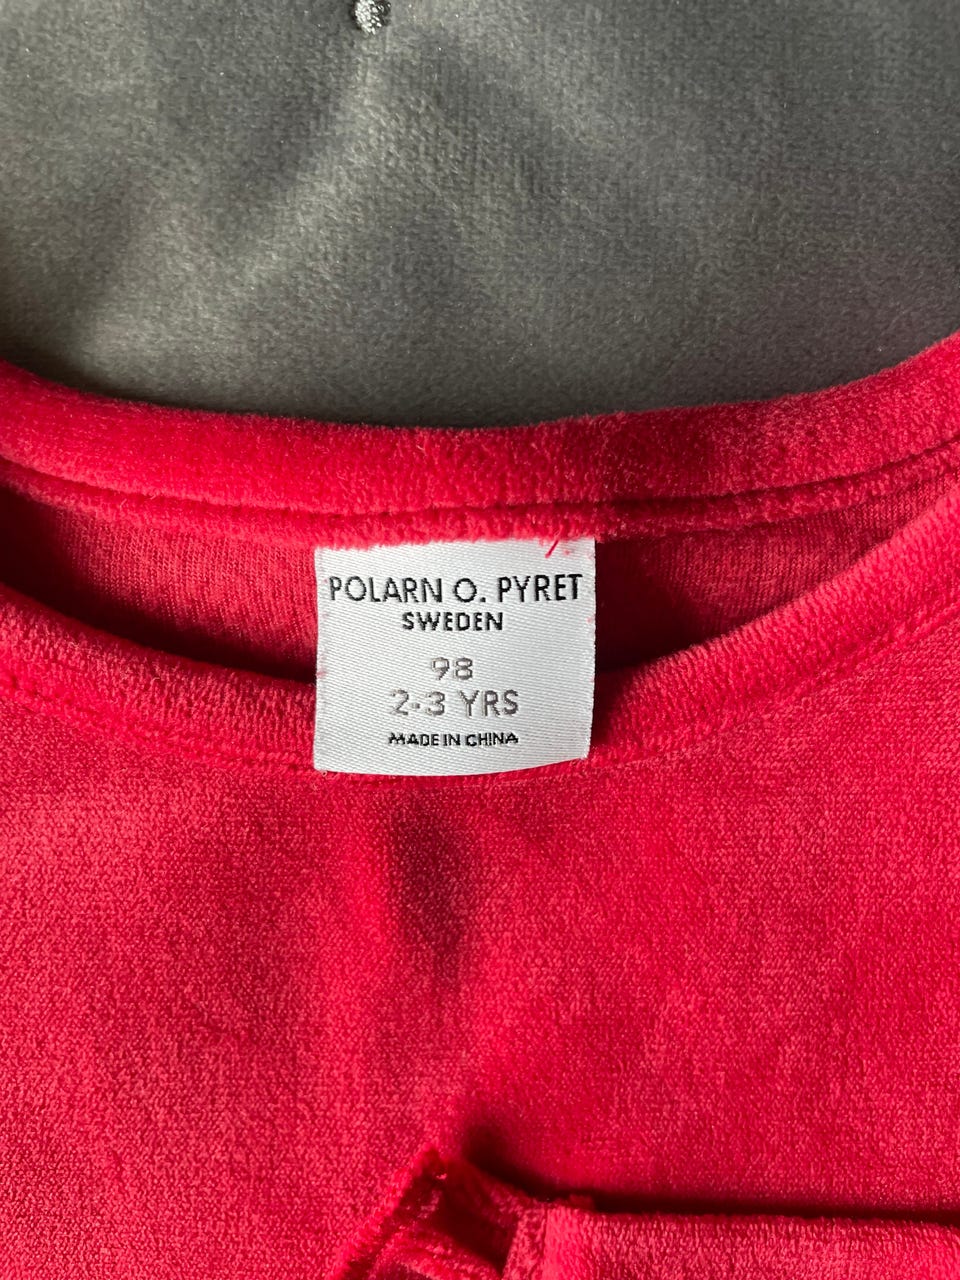 POLARN O. PYRET
SWEDEN
98
2-3 YRS
MADE IN CHINA